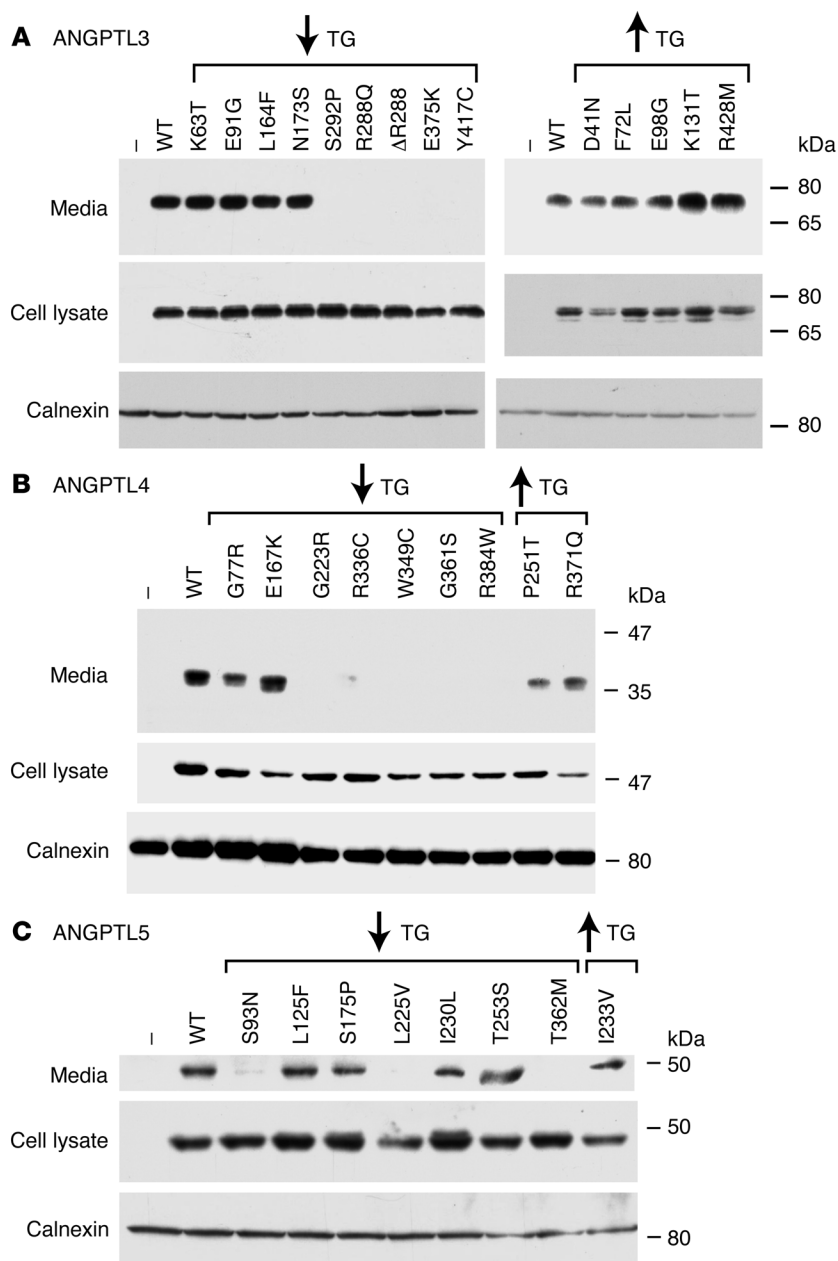 A ANGPTL3 ↓ TG ↑ TG
– WT K63T E91G L164F N173S S292P R288Q ΔR288 E375K Y417C – WT D41N F72L E98G K131T R428M kDa
Media 80
65
Cell lysate 80
65
Calnexin 80
B ANGPTL4 ↓ TG ↑ TG
– WT G77R E167K G223R R336C W349C G361S R384W P251T R371Q kDa
47
Media 35
Cell lysate 47
Calnexin 80
C ANGPTL5 ↓ TG ↑ TG
– WT S93N L125F S175P L225V I230L T253S T362M I233V kDa
Media 50
Cell lysate 50
Calnexin 80